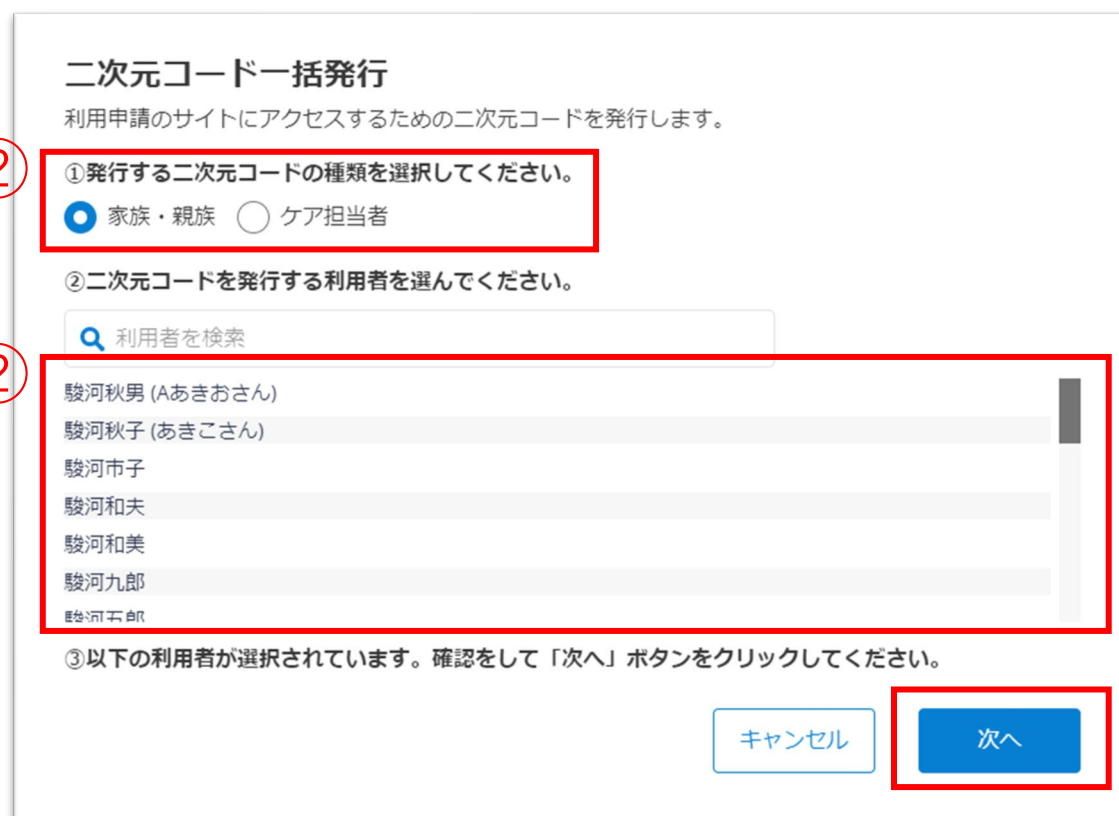 二次元コード一括発行
利用申請のサイトにアクセスするための二次元コードを発行します。
②
①発行する二次元コードの種類を選択してください。
家族・親族 ケア担当者
②二次元コードを発行する利用者を選んでください。
利用者を検索
②
駿河秋男 (Aあきおさん)
駿河秋子 (あきこさん)
駿河市子
駿河和夫
駿河和美
駿河九郎
駿河五郎
③以下の利用者が選択されています。確認をして「次へ」ボタンをクリックしてください。
キャンセル 次へ